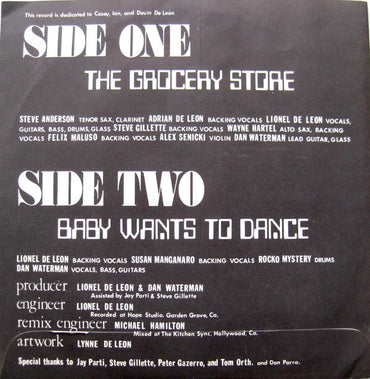 This record is dedicated to Casey, Ian, and Devin De León
SIDE ONE
THE GROCERY STORE
STEVE ANDERSON TENOR SAX, CLARINET ADRIAN DE LEON BACKING VOCALS LIONEL DE LEON VOCALS,
GUITARS, BASS, DRUMS, GLASS STEVE GILLETTE BACKING VOCALS WAYNE HARTEL ALTO SAX, BACKING
VOCALS FELIX MALUSO BACKING VOCALS ALEX SENICKI VIOLIN DAN WATERMAN LEAD GUITAR, GLASS
SIDE TWO
BABY WANTS TO DANCE
LIONEL DE LEON BACKING VOCALS SUSAN MANGANARO BACKING VOCALS ROCKO MYSTERY DRUMS
DAN WATERMAN VOCALS, BASS, GUITARS
producer LIONEL DE LEON & DAN WATERMAN
Assisted by Jay Parti & Steve Gillette
engineer LIONEL DE LEON
Recorded at Hope Studio. Garden Grove, Ca.
remix engineer MICHAEL HAMILTON
Mixed at The Kitchen Sync, Hollywood, Ca.
artwork LYNNE DE LEON
Special thanks to Jay Parti, Steve Gillette, Peter Gazerro, and Tom Orth. and Dan Parra.